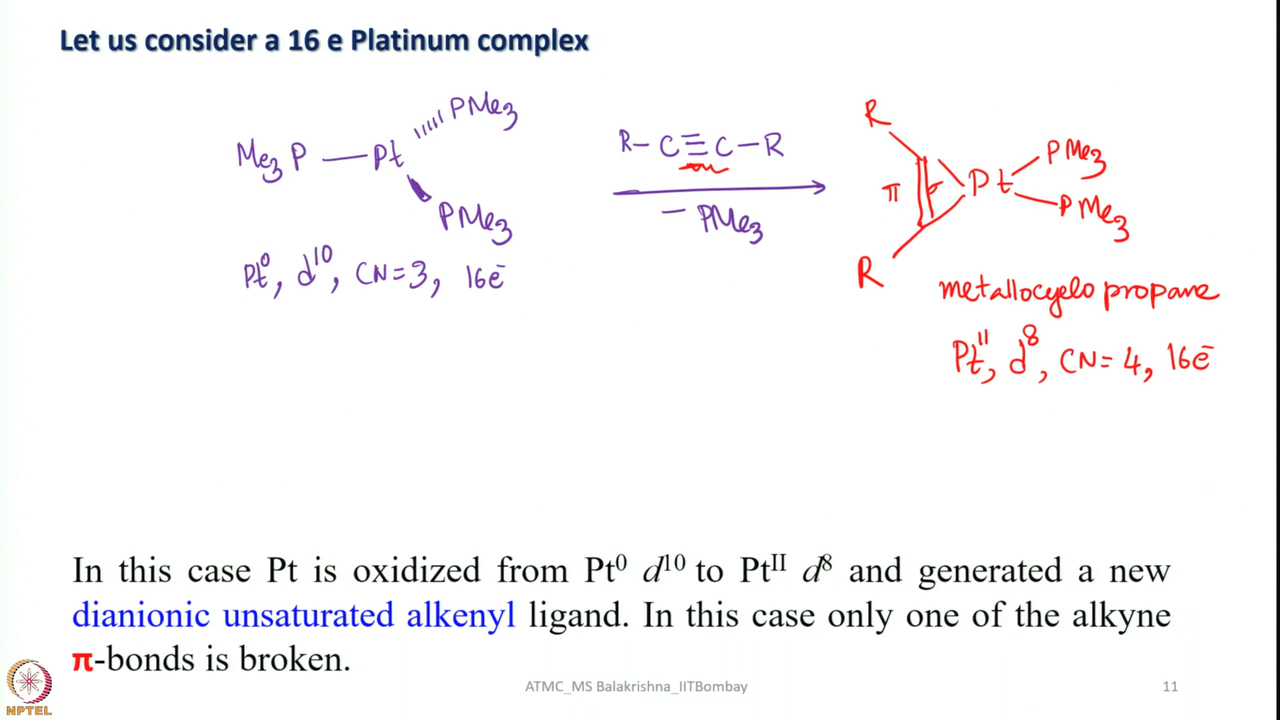 Let us consider a 16 e Platinum complex
Me₃P — Pt
PMe₃
PMe₃
Pt⁰, d¹⁰, CN=3, 16e⁻
R–C≡C–R
– PMe₃
R
R
π
σ
Pt
PMe₃
PMe₃
metallocyclo propane
Ptᴵᴵ, d⁸, CN= 4, 16e⁻
In this case Pt is oxidized from Pt⁰ d¹⁰ to Ptᴵᴵ d⁸ and generated a new
dianionic unsaturated alkenyl ligand. In this case only one of the alkyne
π-bonds is broken.
NPTEL
ATMC_MS Balakrishna_IITBombay
11